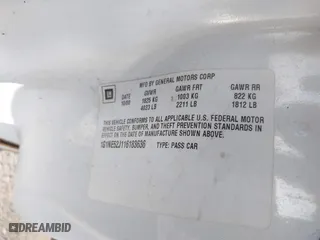 MFD BY GENERAL MOTORS CORP
GM
DATE GVWR GAWR FRT GAWR RR
1825 KG 1003 KG 822 KG
4023 LB 2211 LB 1812 LB
THIS VEHICLE CONFORMS TO ALL APPLICABLE U.S. FEDERAL MOTOR
VEHICLE SAFETY, BUMPER, AND THEFT PREVENTION STANDARDS IN
EFFECT ON THE DATE OF MANUFACTURE SHOWN ABOVE.
TYPE: PASS CAR
DREAMBID